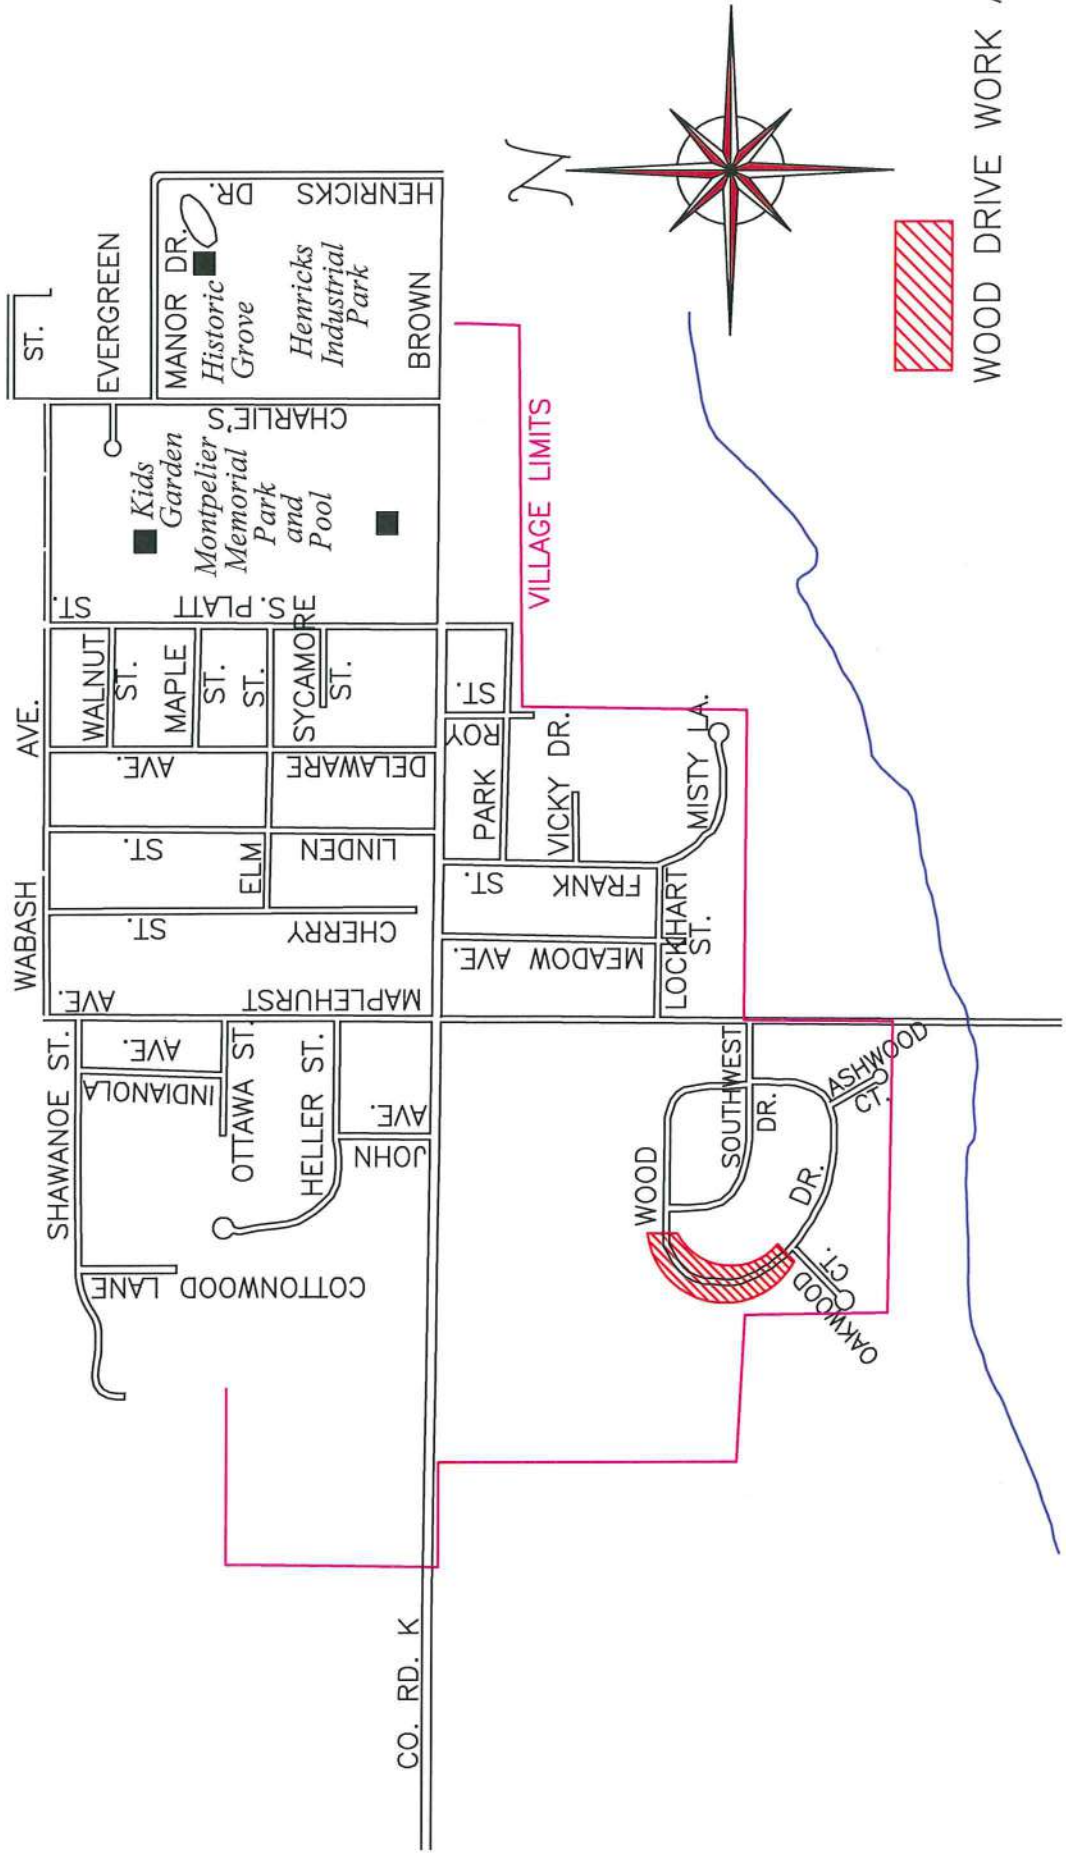 ST.
EVERGREEN
MANOR DR.
HENRICKS
DR.
Historic
Grove
Henricks
Industrial
Park
BROWN
CHARLIE'S
Kids
Garden
Montpelier
Memorial
Park
and
Pool
S. PLATT
ST.
WABASH
AVE.
WALNUT
ST.
MAPLE
ST.
ST.
SYCAMORE
ST.
DELAWARE
AVE.
LINDEN
ST.
ELM
CHERRY
ST.
MAPLEHURST
AVE.
SHAWANOE ST.
INDIANOLA
AVE.
OTTAWA ST.
HELLER ST.
JOHN
AVE.
COTTONWOOD LANE
CO. RD. K
ROY
ST.
PARK
VICKY DR.
FRANK
ST.
MISTY LA.
MEADOW AVE.
LOCKHART
ST.
VILLAGE LIMITS
WOOD
DR.
SOUTHWEST
DR.
ASHWOOD
CT.
OAKWOOD
CT.
N
WOOD DRIVE WORK